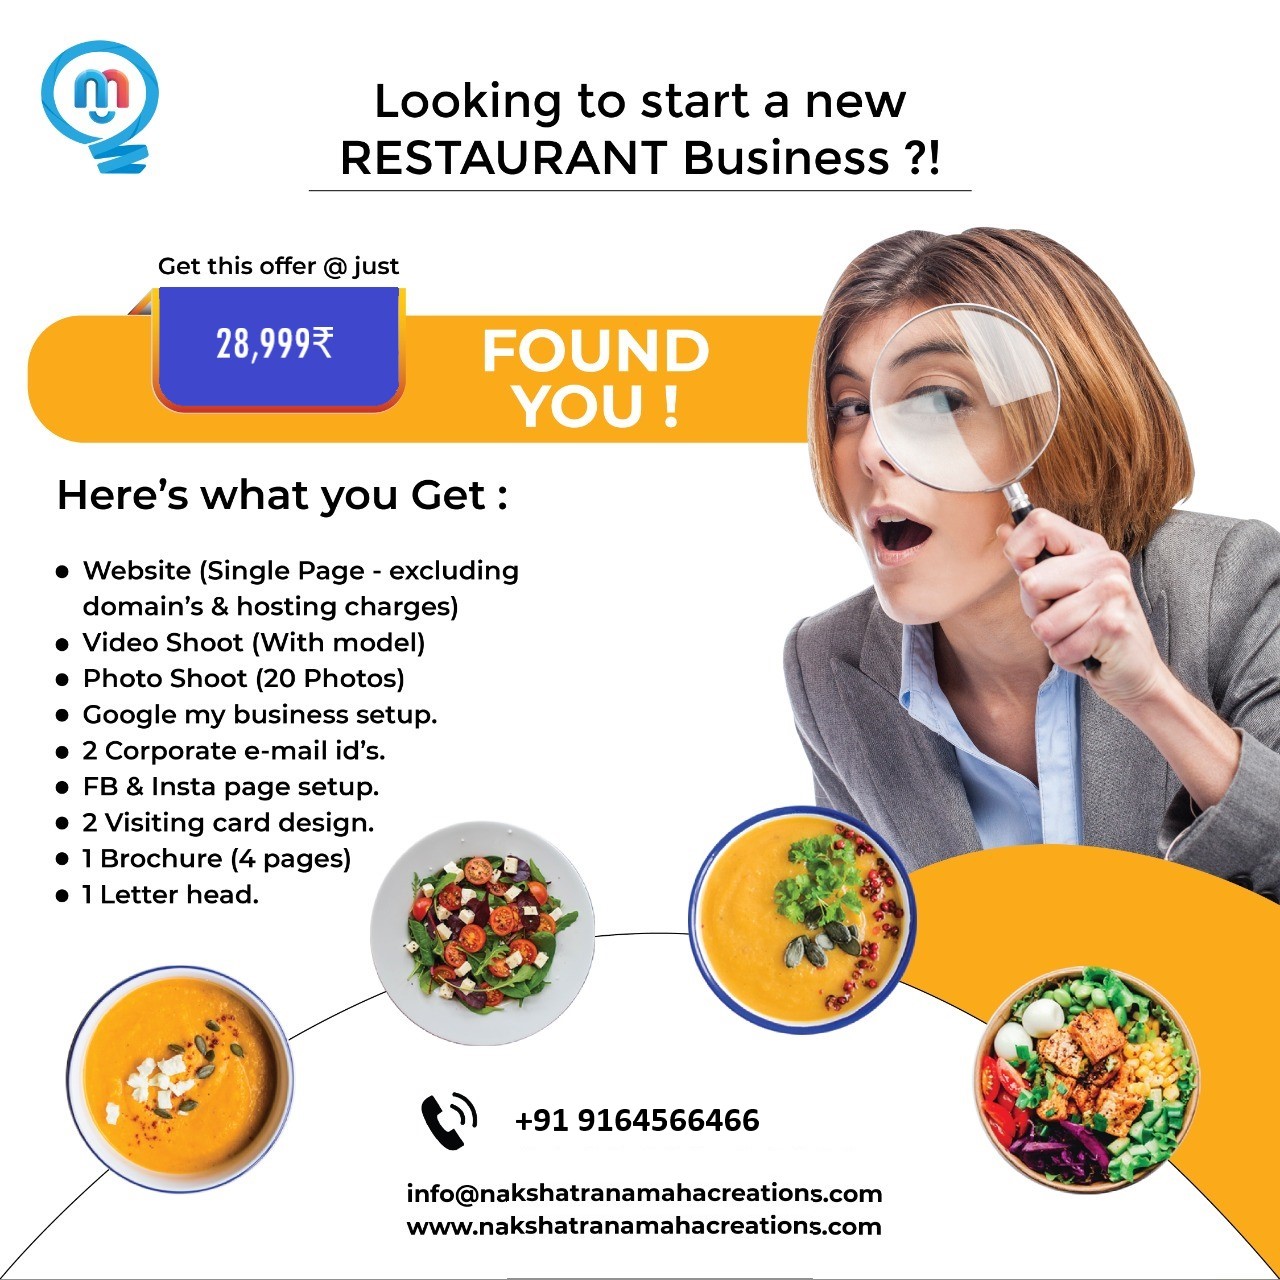 Looking to start a new
RESTAURANT Business ?!
Get this offer @ just
28,999₹
FOUND
YOU !
Here’s what you Get :
● Website (Single Page - excluding
domain’s & hosting charges)
● Video Shoot (With model)
● Photo Shoot (20 Photos)
● Google my business setup.
● 2 Corporate e-mail id’s.
● FB & Insta page setup.
● 2 Visiting card design.
● 1 Brochure (4 pages)
● 1 Letter head.
+91 9164566466
info@nakshatranamahacreations.com
www.nakshatranamahacreations.com